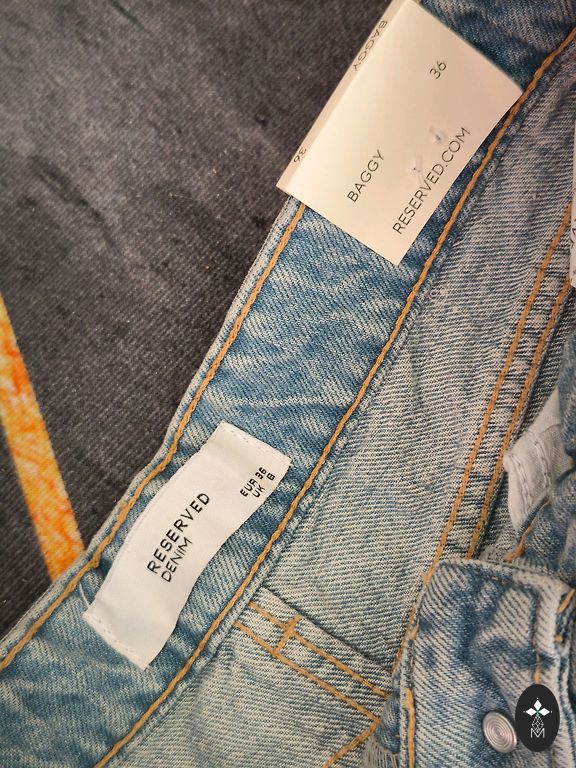 BAGGY
36
36
BAGGY
RESERVED.COM
RESERVED
DENIM
EUR 36
UK 8
M